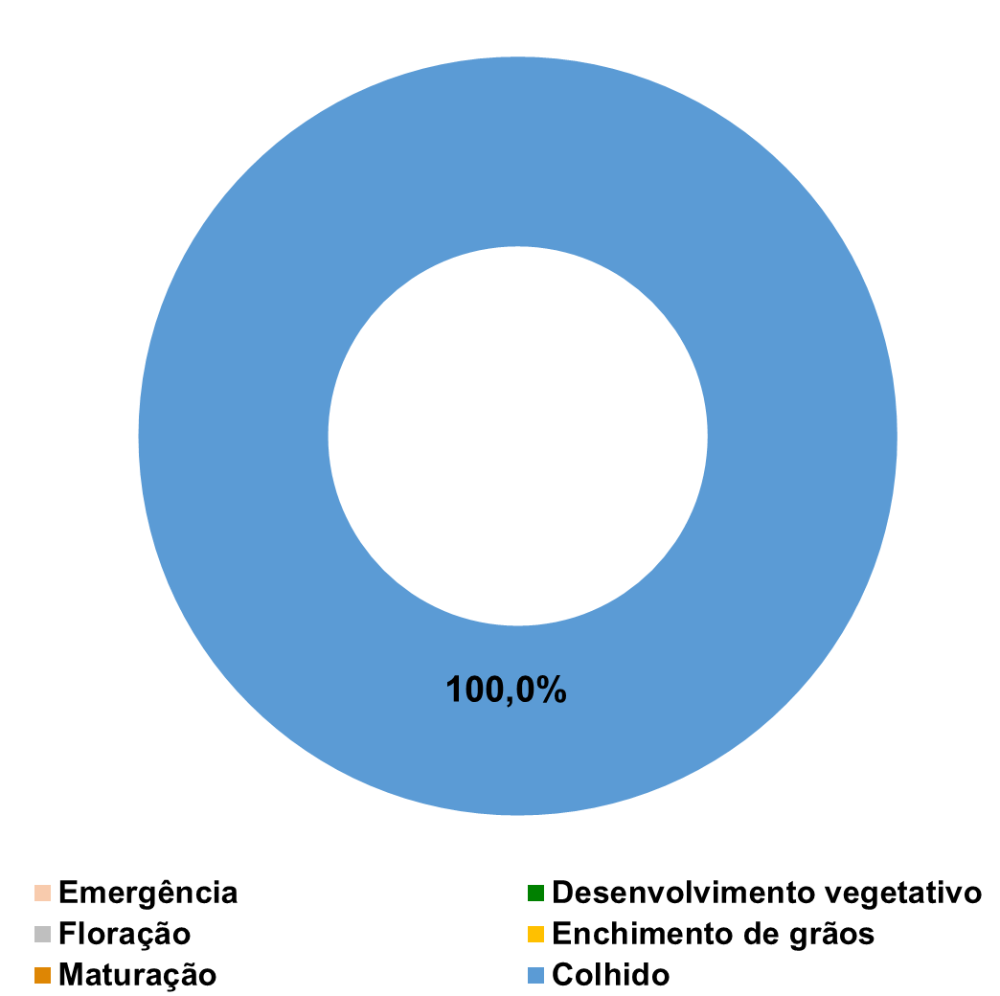 100,0%
Emergência
Desenvolvimento vegetativo
Floração
Enchimento de grãos
Maturação
Colhido